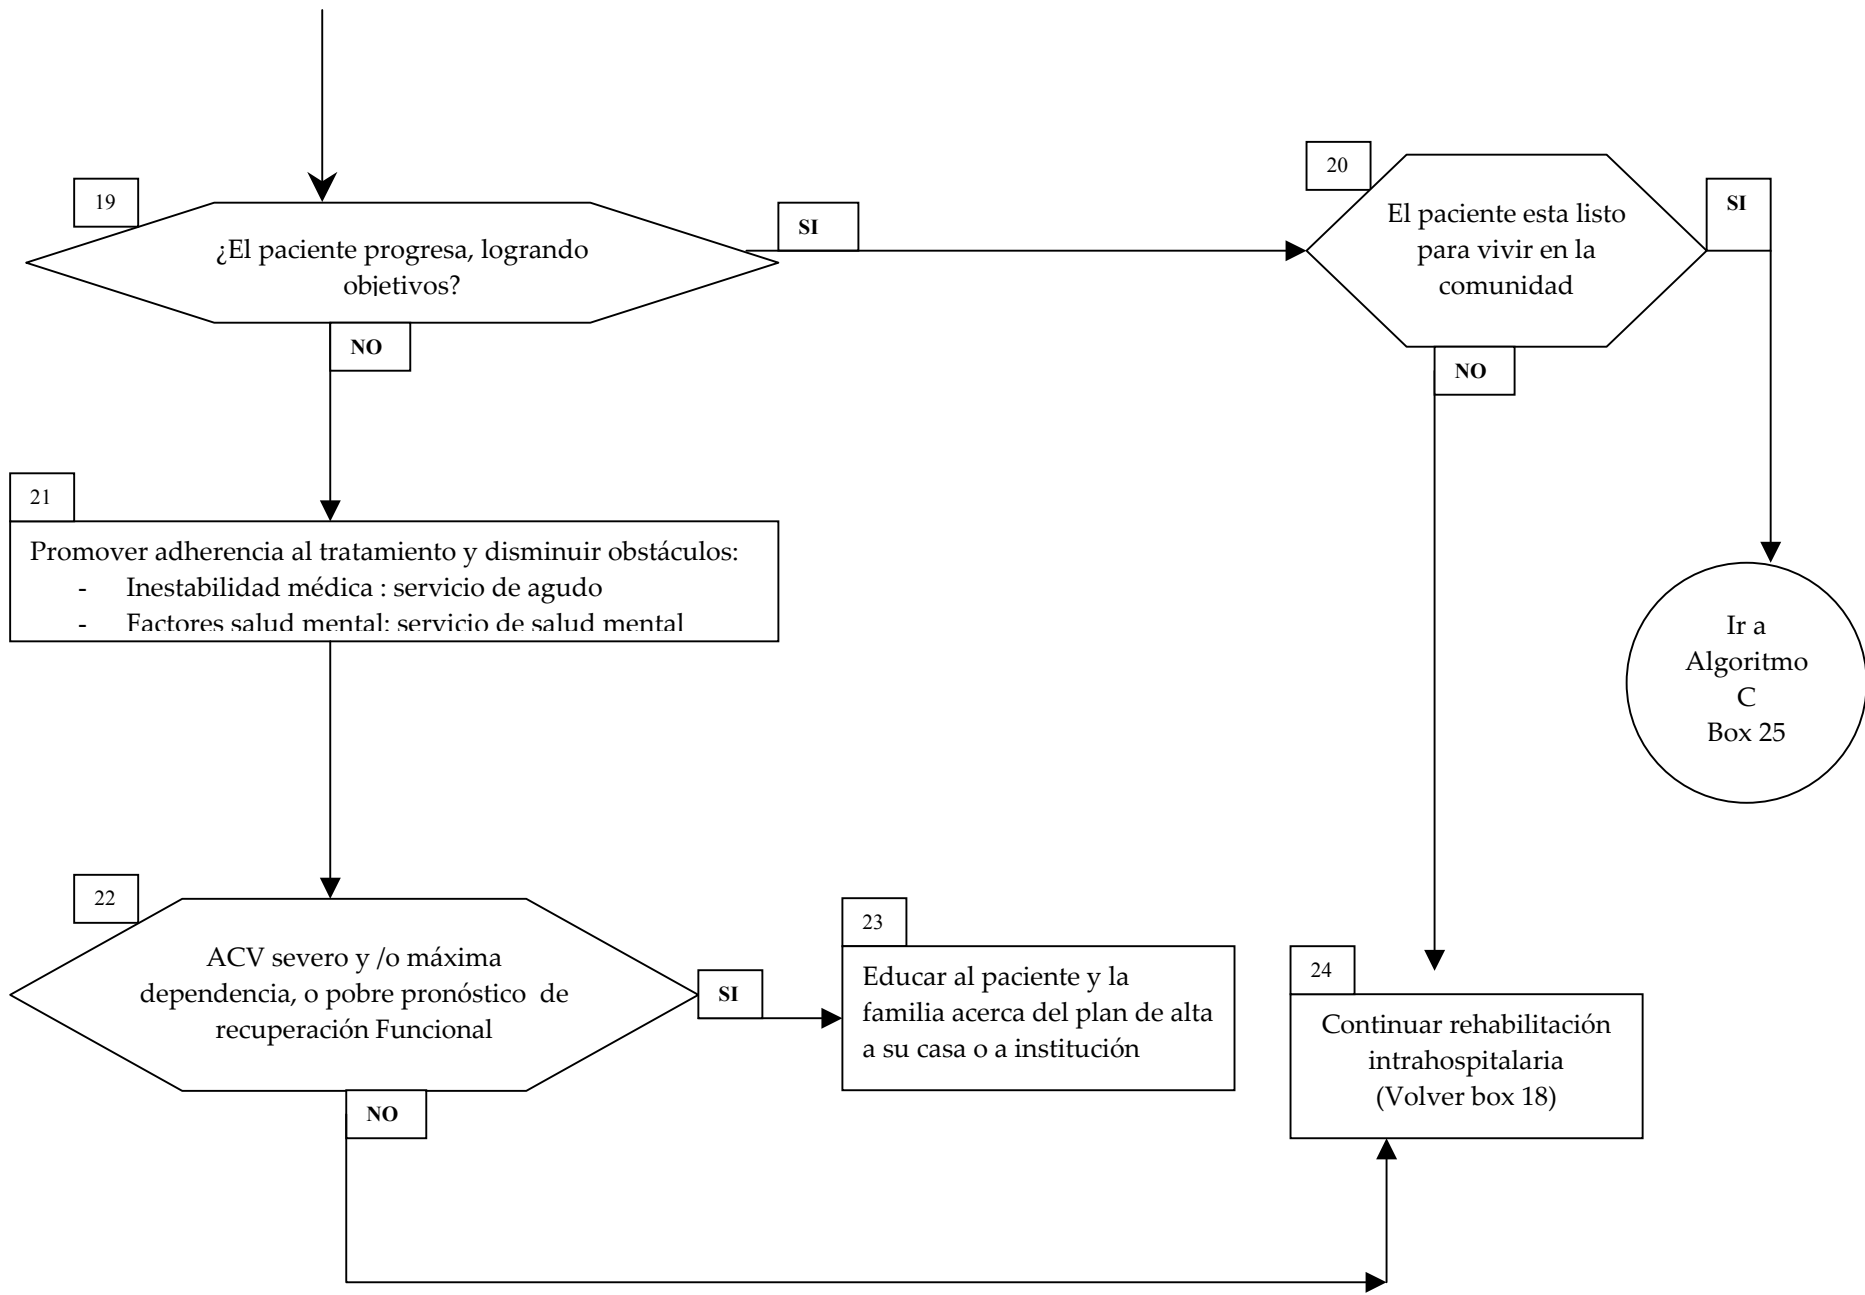 19
¿El paciente progresa, logrando
objetivos?
SI
NO
20
El paciente esta listo
para vivir en la
comunidad
SI
NO
21
Promover adherencia al tratamiento y disminuir obstáculos:
- Inestabilidad médica : servicio de agudo
- Factores salud mental: servicio de salud mental
Ir a
Algoritmo
C
Box 25
22
ACV severo y /o máxima
dependencia, o pobre pronóstico de
recuperación Funcional
SI
NO
23
Educar al paciente y la
familia acerca del plan de alta
a su casa o a institución
24
Continuar rehabilitación
intrahospitalaria
(Volver box 18)